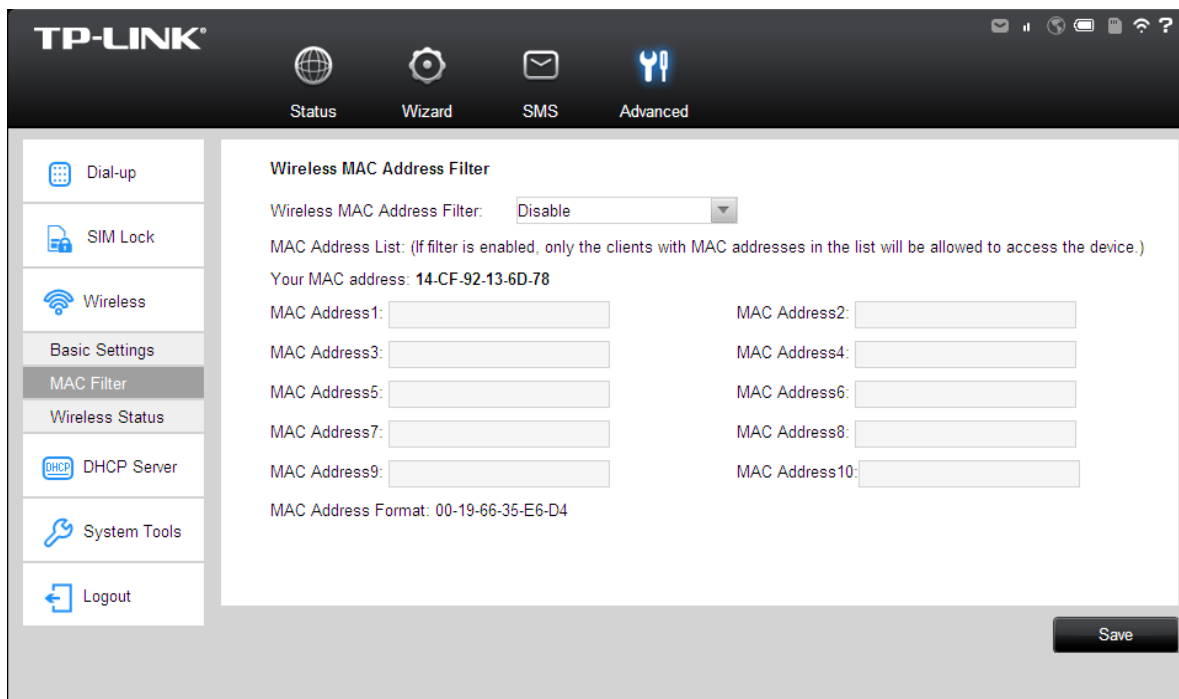 TP-LINK
?
Status Wizard SMS Advanced
Dial-up
SIM Lock
Wireless
Basic Settings
MAC Filter
Wireless Status
DHCP DHCP Server
System Tools
Logout
Wireless MAC Address Filter
Wireless MAC Address Filter: Disable
MAC Address List: (If filter is enabled, only the clients with MAC addresses in the list will be allowed to access the device.)
Your MAC address: 14-CF-92-13-6D-78
MAC Address1: MAC Address2:
MAC Address3: MAC Address4:
MAC Address5: MAC Address6:
MAC Address7: MAC Address8:
MAC Address9: MAC Address10:
MAC Address Format: 00-19-66-35-E6-D4
Save